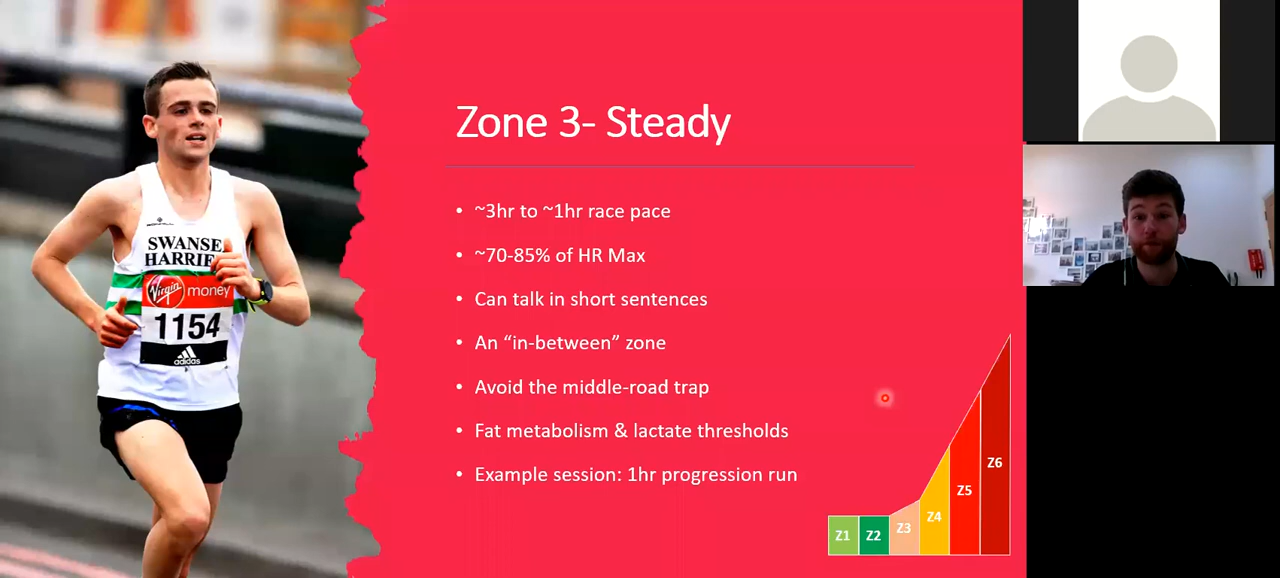 Zone 3- Steady
• ~3hr to ~1hr race pace
• ~70-85% of HR Max
• Can talk in short sentences
• An “in-between” zone
• Avoid the middle-road trap
• Fat metabolism & lactate thresholds
• Example session: 1hr progression run
Z1
Z2
Z3
Z4
Z5
Z6
SWANSE
HARRIE
Virgin money
1154
adidas